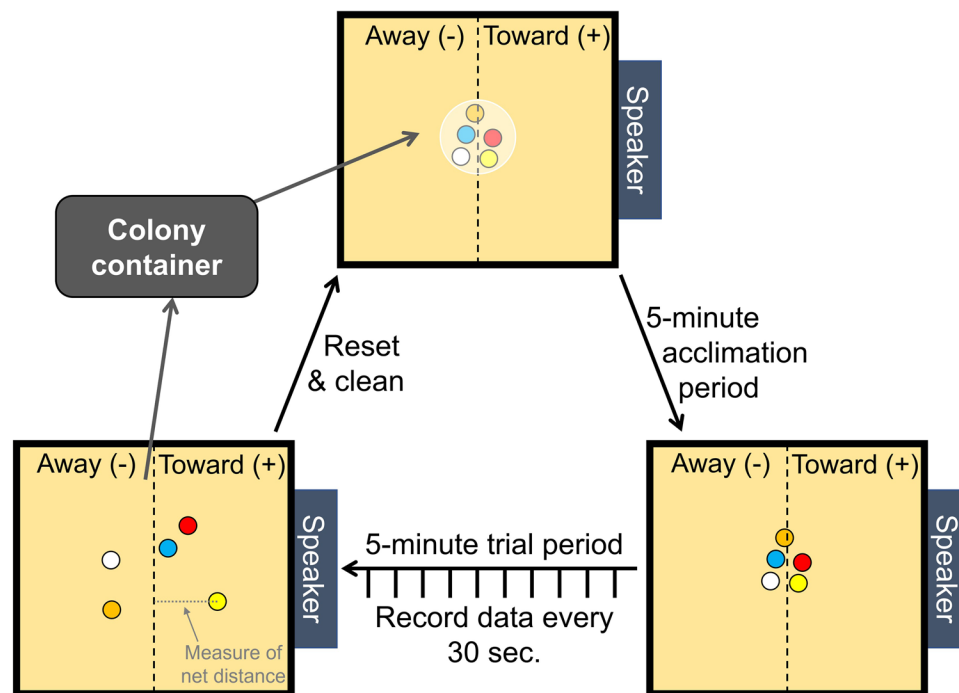 Away (-) Toward (+)
Speaker
Colony
container
5-minute
acclimation
period
Reset
& clean
Away (-) Toward (+)
Speaker
Measure of
net distance
5-minute trial period
Record data every
30 sec.
Away (-) Toward (+)
Speaker